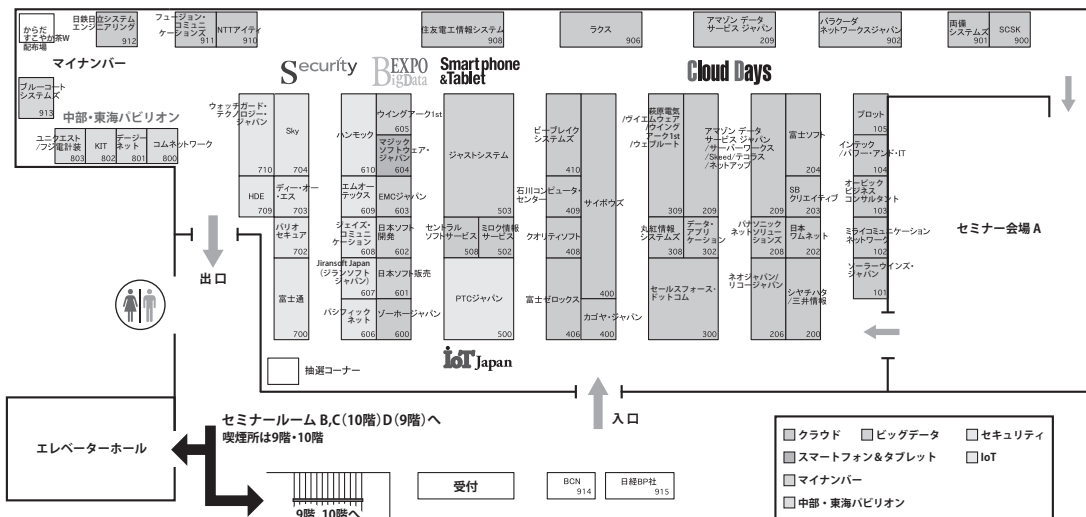 からだ
すこやか茶W
配布場
日鉄日立システム
エンジニアリング
912
フュージョン・
コミュニ
ケーションズ
911
NTTアイティ
910
住友電工情報システム
908
ラクス
906
アマゾン データ
サービス ジャパン
209
バラクーダ
ネットワークスジャパン
902
両備
システムズ
901
SCSK
900
マイナンバー
ブルーコート
システムズ
913
中部・東海パビリオン
ユニクエスト
/フジ電計装
803
KIT
802
デージー
ネット
801
コムネットワーク
800
Security
BigData
EXPO
Smartphone
&Tablet
Cloud Days
ウォッチガード・
テクノロジー・
ジャパン
710
Sky
704
HDE
709
ディー・オー
・エス
703
バリオ
セキュア
702
富士通
700
ハンモック
610
エムオー
テックス
609
ジェイズ・
コミュニ
ケーション
608
Jiransoft Japan
(ジランソフト
ジャパン)
607
パシフィック
ネット
606
ウイングアーク1st
605
マジック
ソフトウェア・
ジャパン
604
EMCジャパン
603
日本ソフト
開発
602
日本ソフト販売
601
ゾーホージャパン
600
ジャストシステム
503
セントラル
ソフトサービス
508
ミロク情報
サービス
502
PTCジャパン
500
IoT Japan
ビーブレイク
システムズ
410
石川コンピュータ・
センター
409
クオリティソフト
408
富士ゼロックス
406
サイボウズ
400
カゴヤ・ジャパン
400
萩原電気
/ヴイエムウェア
/ウイング
アーク1st
/ウェブルート
309
アマゾン データ
サービス ジャパン
/サーバーワークス
/Skeed/テコラス
/ネットアップ
209
209
丸紅情報
システムズ
308
データ・
アプリ
ケーション
302
セールスフォース・
ドットコム
300
パナソニック
ネットソリュー
ションズ
208
ネオジャパン/
リコージャパン
206
富士ソフト
204
SB
クリエイティブ
203
日本
ワムネット
202
シヤチハタ
/三井情報
200
プロット
105
インテック
/パワー・アンド・IT
104
オービック
ビジネス
コンサルタント
103
ミライコミュニケーション
ネットワーク
102
ソーラーウインズ・
ジャパン
101
セミナー会場 A
出口
抽選コーナー
入口
セミナールーム B,C(10階)D(9階)へ
喫煙所は9階・10階
エレベーターホール
9階、10階へ
受付
BCN
914
日経BP社
915
クラウド
ビッグデータ
セキュリティ
スマートフォン&タブレット
IoT
マイナンバー
中部・東海パビリオン